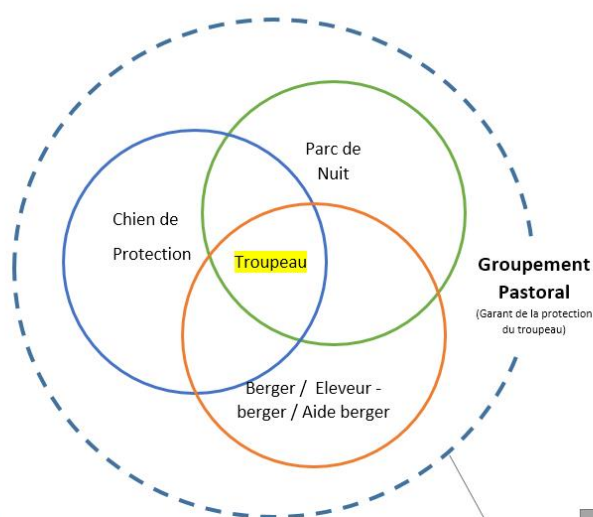 Parc de
Nuit
Chien de
Protection
Troupeau
Groupement
Pastoral
(Garant de la protection
du troupeau)
Berger / Eleveur -
berger / Aide berger